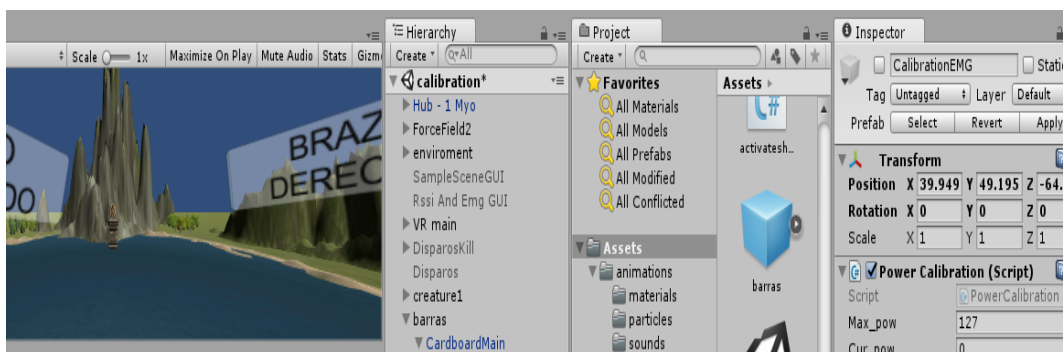 Scale 1x Maximize On Play Mute Audio Stats Gizm
BRAZ
DEREC
O
DO
Hierarchy
Create All
calibration*
Hub - 1 Myo
ForceField2
enviroment
SampleSceneGUI
Rssi And Emg GUI
VR main
DisparosKill
Disparos
creature1
barras
CardboardMain
Project
Create
Favorites
All Materials
All Models
All Prefabs
All Modified
All Conflicted
Assets
animations
materials
particles
sounds
Assets
C#
activatesh...
barras
Inspector
CalibrationEMG Static
Tag Untagged Layer Default
Prefab Select Revert Apply
Transform
Position X 39.949 Y 49.195 Z -64.
Rotation X 0 Y 0 Z 0
Scale X 1 Y 1 Z 1
Power Calibration (Script)
Script PowerCalibration
Max_pow 127
Cur_pow 0